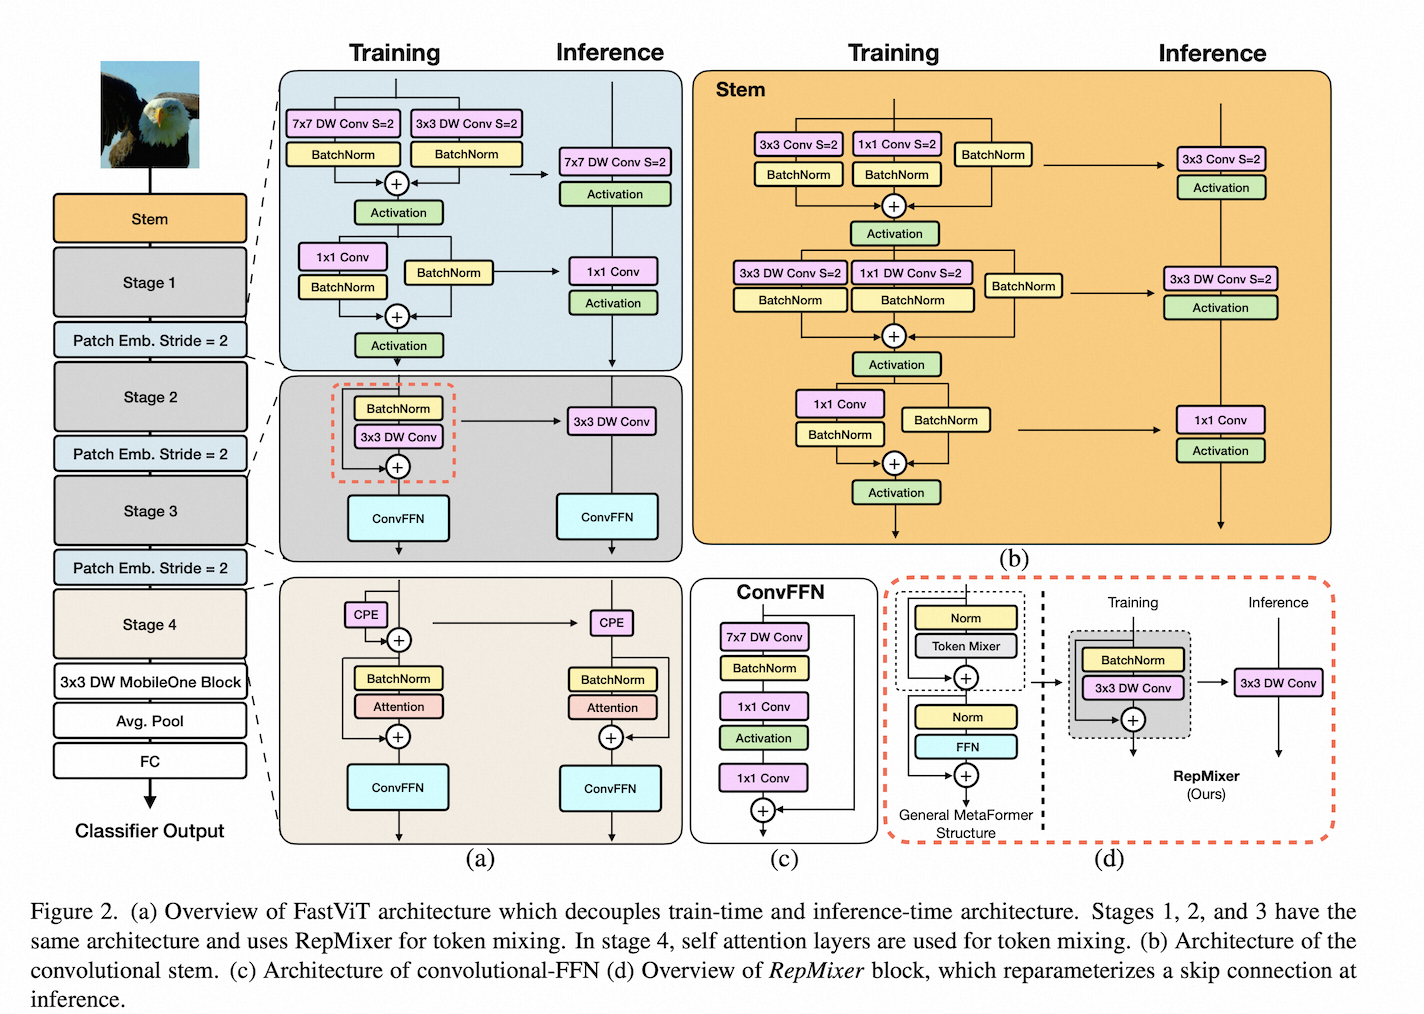 Training
Inference
Training
Inference
Stem
Stage 1
Patch Emb. Stride = 2
Stage 2
Patch Emb. Stride = 2
Stage 3
Patch Emb. Stride = 2
Stage 4
3x3 DW MobileOne Block
Avg. Pool
FC
Classifier Output
7x7 DW Conv S=2
3x3 DW Conv S=2
BatchNorm
BatchNorm
+
Activation
1x1 Conv
BatchNorm
BatchNorm
+
Activation
7x7 DW Conv S=2
Activation
1x1 Conv
Activation
BatchNorm
3x3 DW Conv
+
ConvFFN
3x3 DW Conv
ConvFFN
CPE
+
BatchNorm
Attention
+
ConvFFN
CPE
BatchNorm
Attention
+
ConvFFN
(a)
Stem
3x3 Conv S=2
1x1 Conv S=2
BatchNorm
BatchNorm
BatchNorm
+
Activation
3x3 DW Conv S=2
1x1 DW Conv S=2
BatchNorm
BatchNorm
BatchNorm
+
Activation
1x1 Conv
BatchNorm
BatchNorm
+
Activation
3x3 Conv S=2
Activation
3x3 DW Conv S=2
Activation
1x1 Conv
Activation
(b)
ConvFFN
7x7 DW Conv
BatchNorm
1x1 Conv
Activation
1x1 Conv
+
(c)
Norm
Token Mixer
+
Norm
FFN
+
General MetaFormer
Structure
Training
Inference
BatchNorm
3x3 DW Conv
+
3x3 DW Conv
RepMixer
(Ours)
(d)
Figure 2. (a) Overview of FastViT architecture which decouples train-time and inference-time architecture. Stages 1, 2, and 3 have the
same architecture and uses RepMixer for token mixing. In stage 4, self attention layers are used for token mixing. (b) Architecture of the
convolutional stem. (c) Architecture of convolutional-FFN (d) Overview of RepMixer block, which reparameterizes a skip connection at
inference.